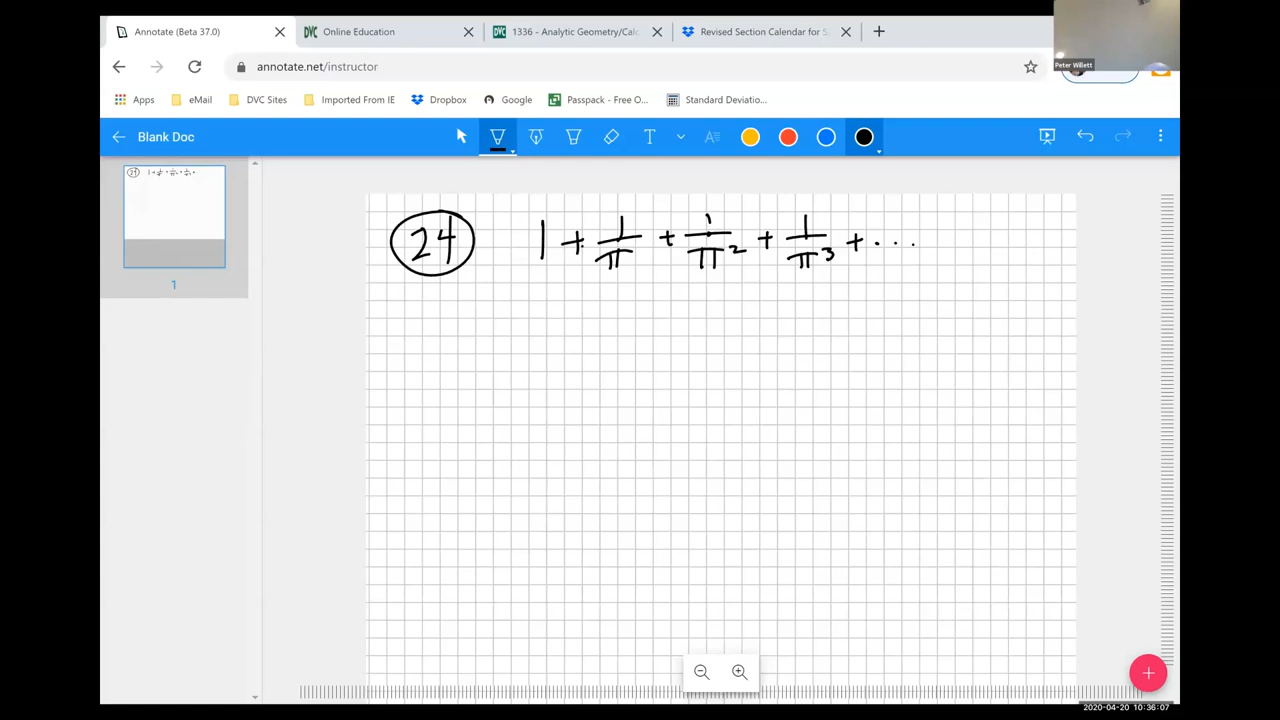 Annotate (Beta 37.0)
Online Education
1336 - Analytic Geometry/Calc
Revised Section Calendar for S
annotate.net/instructor
Peter Willett
Apps
eMail
DVC Sites
Imported From IE
Dropbox
Google
Passpack - Free O...
Standard Deviatio...
Blank Doc
T
24 1 + 1/π + 1/π² + 1/π³ + ...
1
2020-04-20 10:36:07